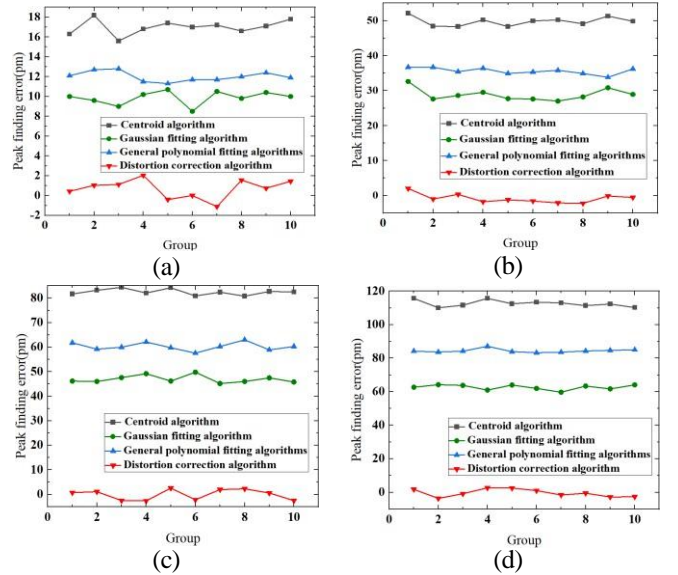 18
16
14
12
10
8
6
4
2
0
-2
Peak finding error(pm)
Centroid algorithm
Gaussian fitting algorithm
General polynomial fitting algorithms
Distortion correction algorithm
0 2 4 6 8 10
Group
(a)
50
40
30
20
10
0
Peak finding error(pm)
Centroid algorithm
Gaussian fitting algorithm
General polynomial fitting algorithms
Distortion correction algorithm
0 2 4 6 8 10
Group
(b)
80
70
60
50
40
30
20
10
0
Peak finding error(pm)
Centroid algorithm
Gaussian fitting algorithm
General polynomial fitting algorithms
Distortion correction algorithm
0 2 4 6 8 10
Group
(c)
120
100
80
60
40
20
0
Peak finding error(pm)
Centroid algorithm
Gaussian fitting algorithm
General polynomial fitting algorithms
Distortion correction algorithm
0 2 4 6 8 10
Group
(d)